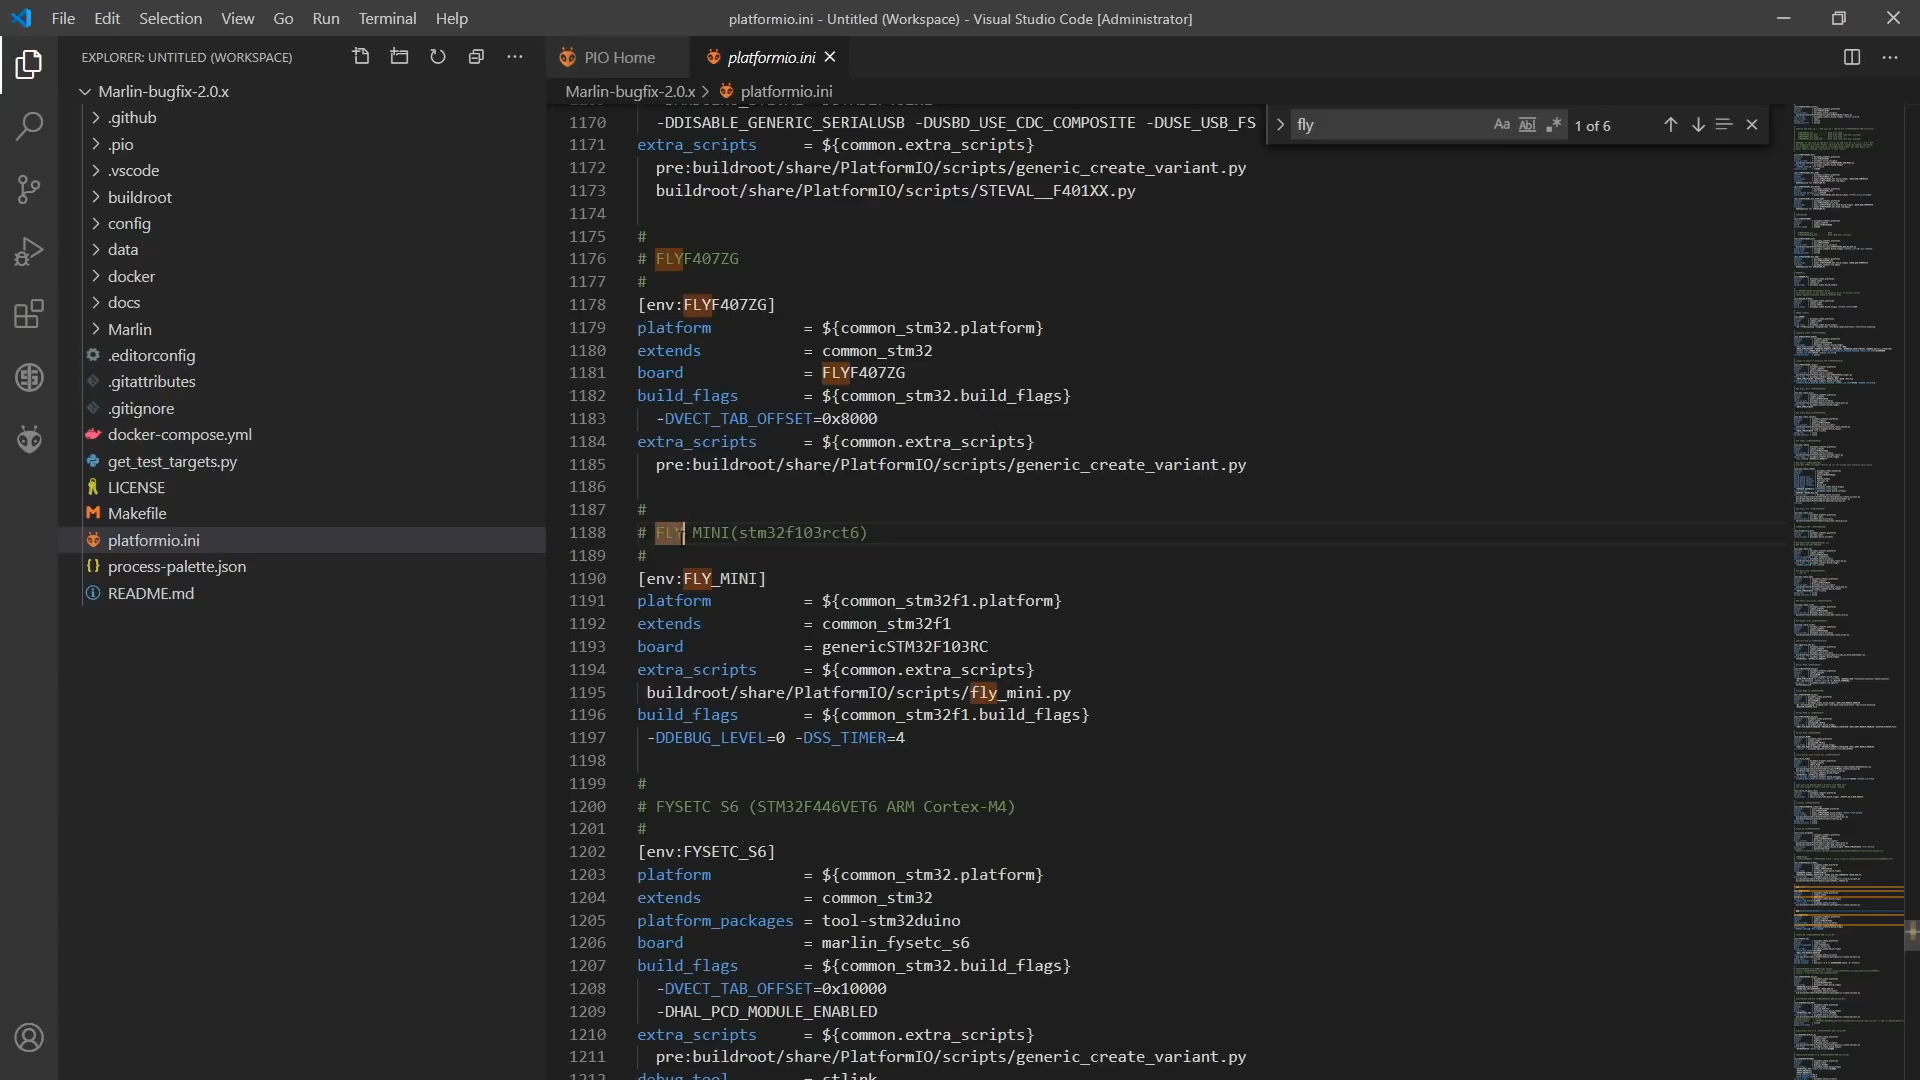 File Edit Selection View Go Run Terminal Help
platformio.ini - Untitled (Workspace) - Visual Studio Code [Administrator]
EXPLORER: UNTITLED (WORKSPACE)
PIO Home
platformio.ini
Marlin-bugfix-2.0.x
.github
.pio
.vscode
buildroot
config
data
docker
docs
Marlin
.editorconfig
.gitattributes
.gitignore
docker-compose.yml
get_test_targets.py
LICENSE
Makefile
platformio.ini
process-palette.json
README.md
Marlin-bugfix-2.0.x > platformio.ini
fly
Aa Abl .* 1 of 6
1170 -DDISABLE_GENERIC_SERIALUSB -DUSBD_USE_CDC_COMPOSITE -DUSE_USB_FS
1171 extra_scripts = ${common.extra_scripts}
1172 pre:buildroot/share/PlatformIO/scripts/generic_create_variant.py
1173 buildroot/share/PlatformIO/scripts/STEVAL__F401XX.py
1174
1175 #
1176 # FLYF407ZG
1177 #
1178 [env:FLYF407ZG]
1179 platform = ${common_stm32.platform}
1180 extends = common_stm32
1181 board = FLYF407ZG
1182 build_flags = ${common_stm32.build_flags}
1183 -DVECT_TAB_OFFSET=0x8000
1184 extra_scripts = ${common.extra_scripts}
1185 pre:buildroot/share/PlatformIO/scripts/generic_create_variant.py
1186
1187 #
1188 # FLY MINI(stm32f103rct6)
1189 #
1190 [env:FLY_MINI]
1191 platform = ${common_stm32f1.platform}
1192 extends = common_stm32f1
1193 board = genericSTM32F103RC
1194 extra_scripts = ${common.extra_scripts}
1195 buildroot/share/PlatformIO/scripts/fly_mini.py
1196 build_flags = ${common_stm32f1.build_flags}
1197 -DDEBUG_LEVEL=0 -DSS_TIMER=4
1198
1199 #
1200 # FYSETC S6 (STM32F446VET6 ARM Cortex-M4)
1201 #
1202 [env:FYSETC_S6]
1203 platform = ${common_stm32.platform}
1204 extends = common_stm32
1205 platform_packages = tool-stm32duino
1206 board = marlin_fysetc_s6
1207 build_flags = ${common_stm32.build_flags}
1208 -DVECT_TAB_OFFSET=0x10000
1209 -DHAL_PCD_MODULE_ENABLED
1210 extra_scripts = ${common.extra_scripts}
1211 pre:buildroot/share/PlatformIO/scripts/generic_create_variant.py
1212 debug_tool = stlink